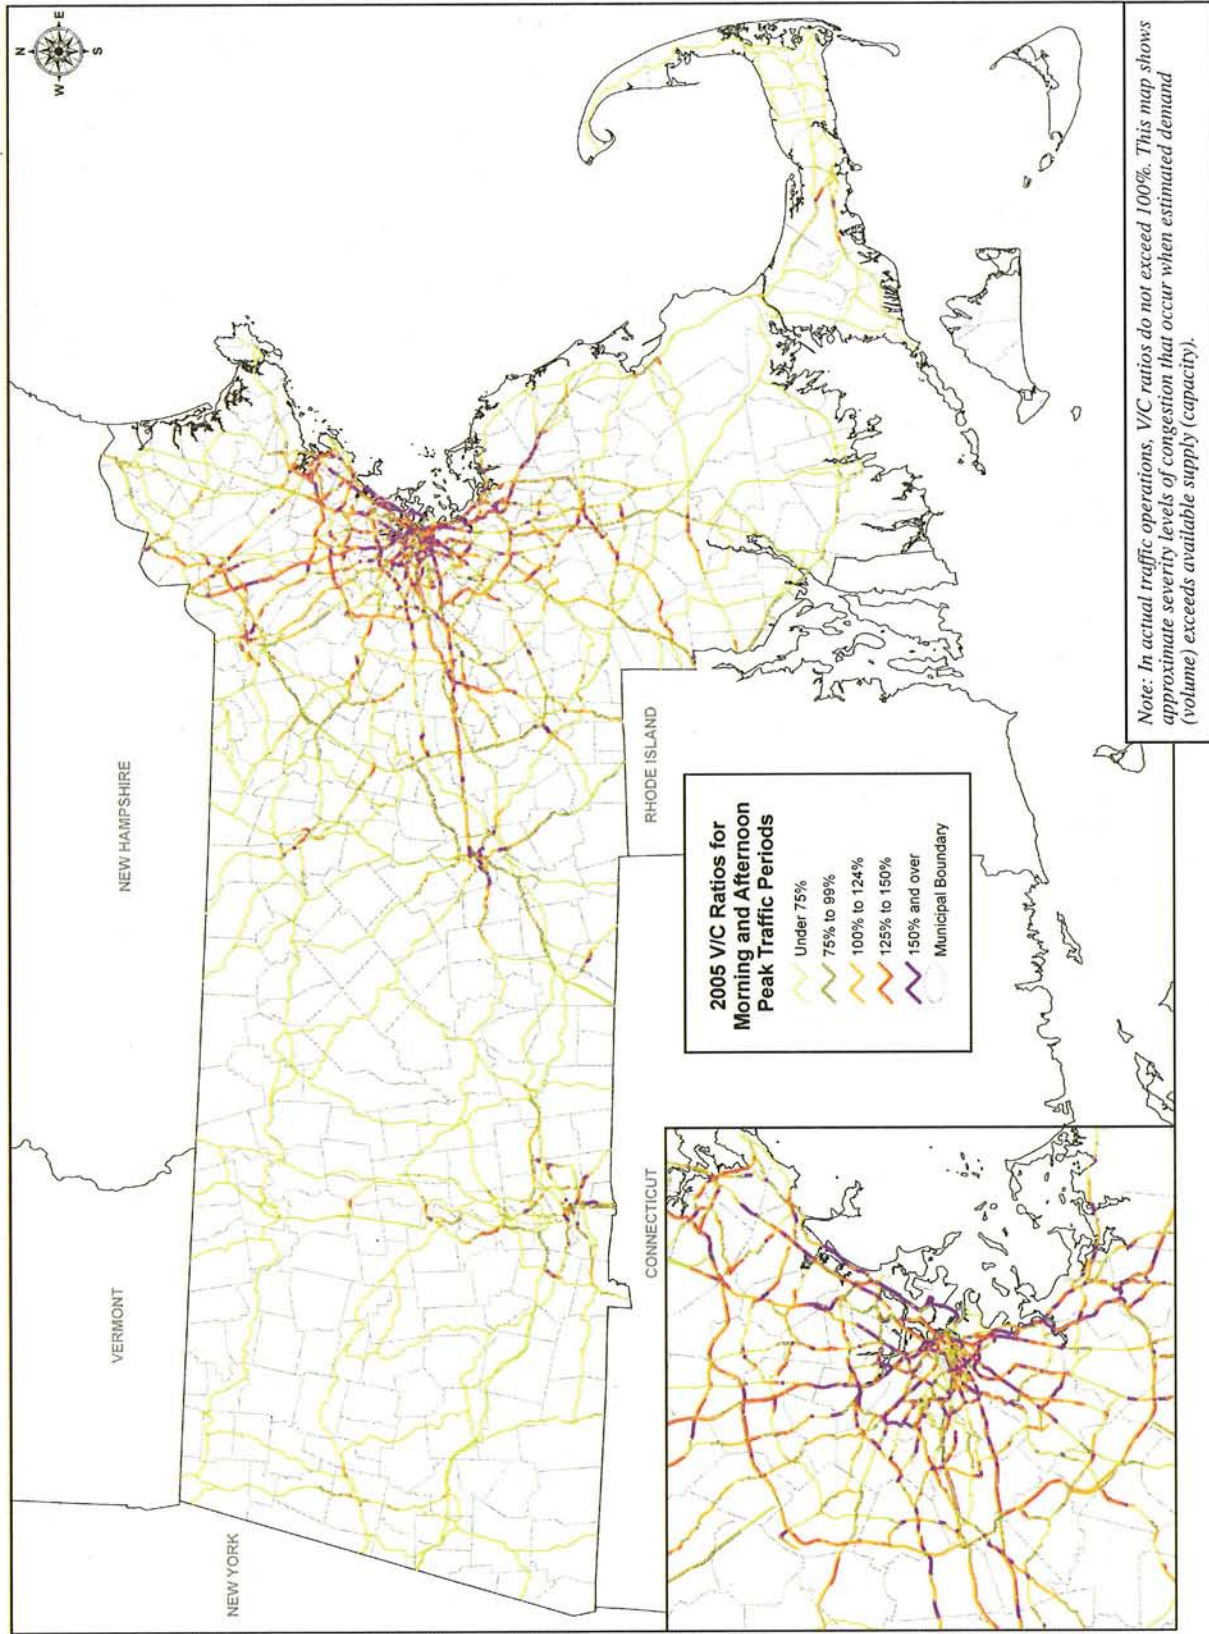 N
E
W
S
VERMONT
NEW HAMPSHIRE
NEW YORK
CONNECTICUT
RHODE ISLAND
2005 V/C Ratios for
Morning and Afternoon
Peak Traffic Periods
Under 75%
75% to 99%
100% to 124%
125% to 150%
150% and over
Municipal Boundary
Note: In actual traffic operations, V/C ratios do not exceed 100%. This map shows
approximate severity levels of congestion that occur when estimated demand
(volume) exceeds available supply (capacity).